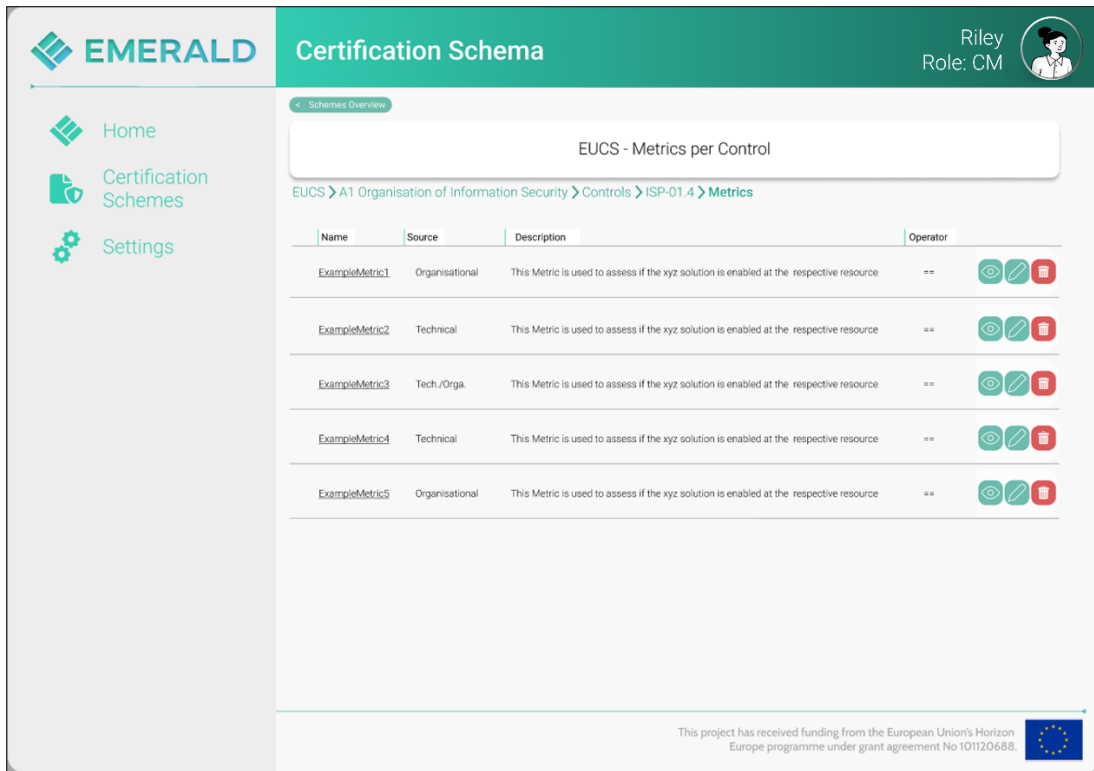 EMERALD
Certification Schema
Riley
Role: CM
Home
Certification
Schemes
Settings
< Schemes Overview
EUCS - Metrics per Control
EUCS ❯ A1 Organisation of Information Security ❯ Controls ❯ ISP-01.4 ❯ Metrics
Name Source Description Operator
ExampleMetric1 Organisational This Metric is used to assess if the xyz solution is enabled at the respective resource ==
ExampleMetric2 Technical This Metric is used to assess if the xyz solution is enabled at the respective resource ==
ExampleMetric3 Tech./Orga. This Metric is used to assess if the xyz solution is enabled at the respective resource ==
ExampleMetric4 Technical This Metric is used to assess if the xyz solution is enabled at the respective resource ==
ExampleMetric5 Organisational This Metric is used to assess if the xyz solution is enabled at the respective resource ==
This project has received funding from the European Union's Horizon
Europe programme under grant agreement No 101120688.